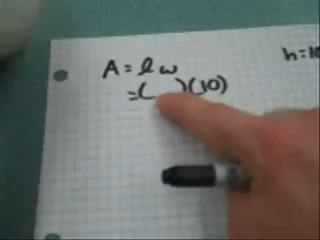 A = lw
h=10
=( )(10)